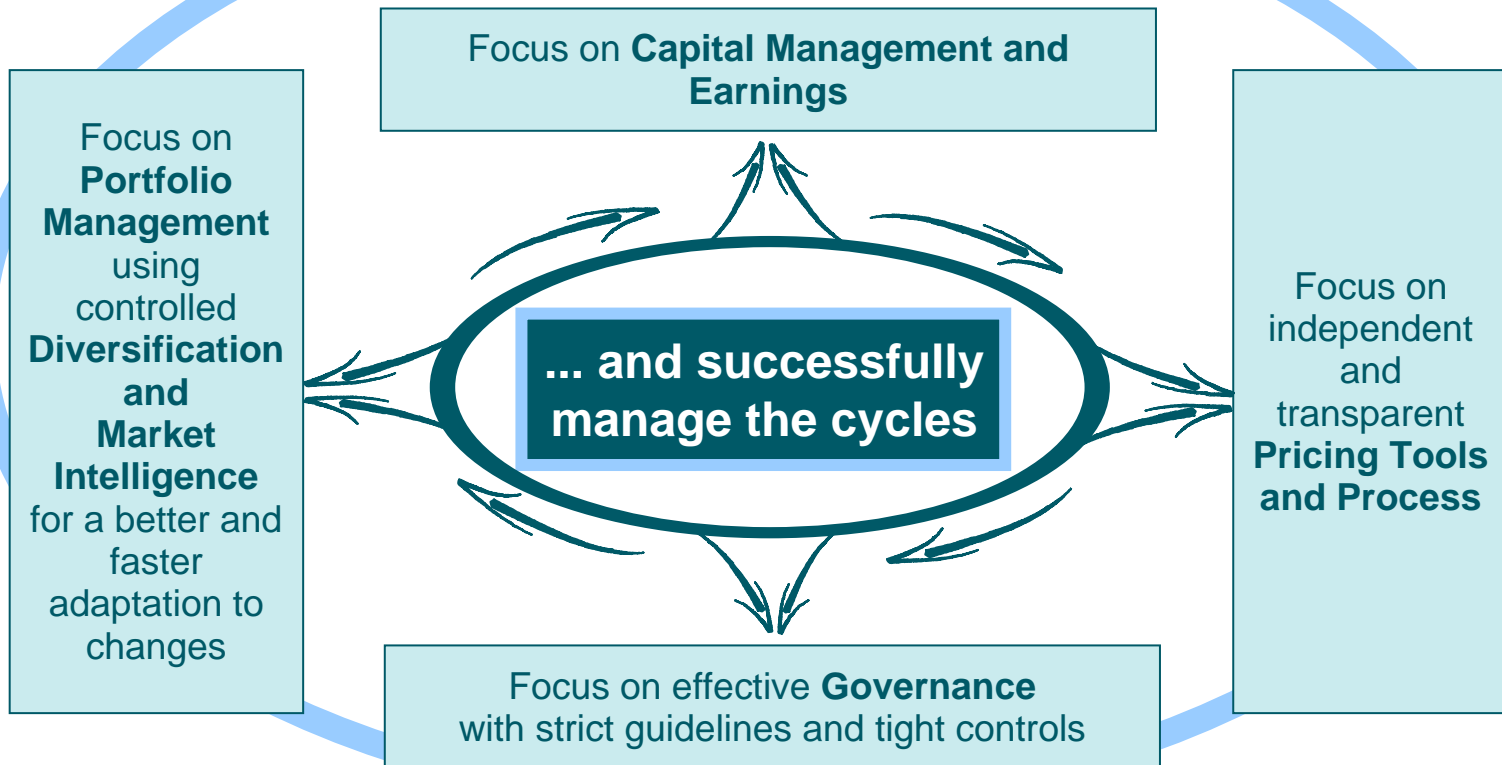 Focus on Capital Management and
Earnings
Focus on
Portfolio
Management
using
controlled
Diversification
and
Market
Intelligence
for a better and
faster
adaptation to
changes
... and successfully
manage the cycles
Focus on
independent
and
transparent
Pricing Tools
and Process
Focus on effective Governance
with strict guidelines and tight controls